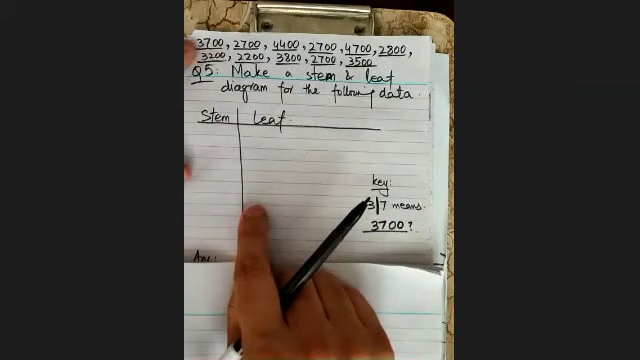 3700, 2700, 4400, 2700, 4700, 2800,
3200, 2200, 3800, 2700, 3500
Q5: Make a stem & leaf
diagram for the following data.
Stem | Leaf.
key:
3|7 means
3700?
Ans: